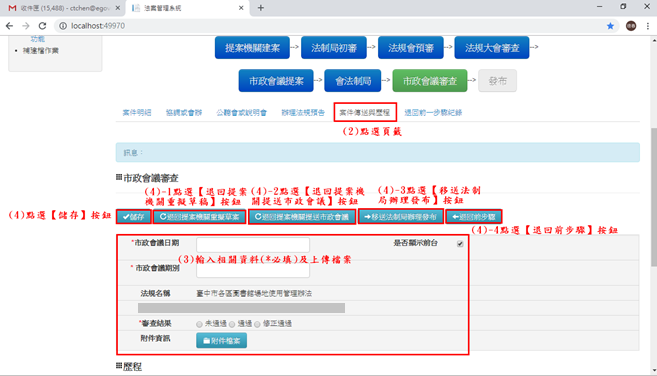 收件匣 (15,488) - ctchen@ego
法案管理系統
localhost:49970
功能
補建檔作業
提案機關建案 --> 法制局初審 --> 法規會預審 --> 法規大會審查 -->
市政會議提案 --> 會法制局 --> 市政會議審查 --> 發布
案件明細 協調或會辦 公聽會或說明會 辦理法規預告 案件傳送與歷程 退回前一步驟紀錄
(2)點選頁籤
訊息：
市政會議審查
(4)-1點選【退回提案機關重擬草稿】按鈕
(4)-2點選【退回提案機關提送市政會議】按鈕
(4)-3點選【移送法制局辦理發布】按鈕
(4)點選【儲存】按鈕
儲存 退回提案機關重擬草案 退回提案機關提送市政會議 移送法制局辦理發布 退回前步驟
(4)-4點選【退回前步驟】按鈕
*市政會議日期 是否顯示前台
(3)輸入相關資料(*必填)及上傳檔案
*市政會議期別
法規名稱 臺中市各區圖書館場地使用管理辦法
*審查結果 未通過 通過 修正通過
附件資訊 附件檔案
歷程